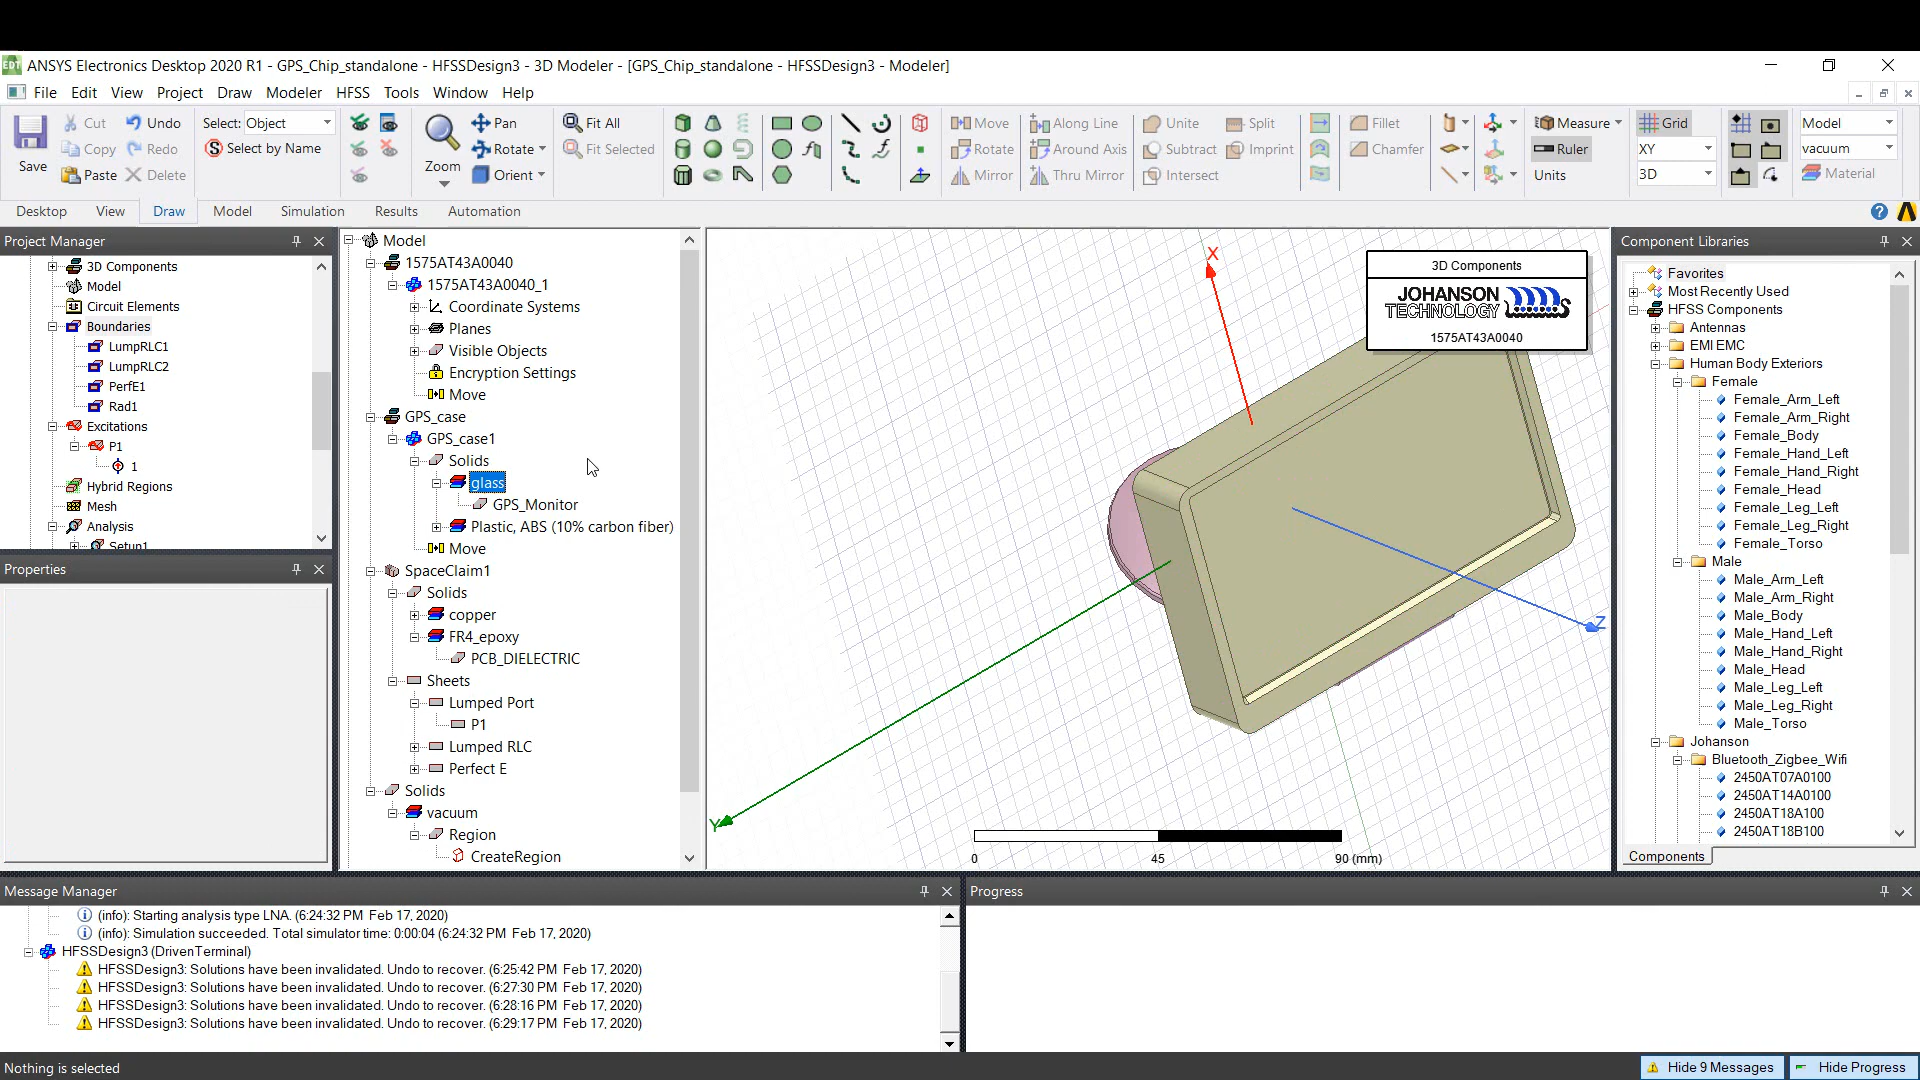 ANSYS Electronics Desktop 2020 R1 - GPS_Chip_standalone - HFSSDesign3 - 3D Modeler - [GPS_Chip_standalone - HFSSDesign3 - Modeler]
File Edit View Project Draw Modeler HFSS Tools Window Help
Save
Cut
Copy
Paste
Undo
Redo
Delete
Select: Object
Select by Name
Zoom
Pan
Rotate
Orient
Fit All
Fit Selected
Move
Rotate
Mirror
Along Line
Around Axis
Thru Mirror
Unite
Subtract
Intersect
Split
Imprint
Fillet
Chamfer
Measure
Ruler
Units
Grid
XY
3D
Model
vacuum
Material
Desktop View Draw Model Simulation Results Automation
Project Manager
3D Components
Model
Circuit Elements
Boundaries
LumpRLC1
LumpRLC2
PerfE1
Rad1
Excitations
P1
1
Hybrid Regions
Mesh
Analysis
Setup1
Properties
Model
1575AT43A0040
1575AT43A0040_1
Coordinate Systems
Planes
Visible Objects
Encryption Settings
Move
GPS_case
GPS_case1
Solids
glass
GPS_Monitor
Plastic, ABS (10% carbon fiber)
Move
SpaceClaim1
Solids
copper
FR4_epoxy
PCB_DIELECTRIC
Sheets
Lumped Port
P1
Lumped RLC
Perfect E
Solids
vacuum
Region
CreateRegion
X
Y
Z
3D Components
JOHANSON
TECHNOLOGY
1575AT43A0040
0 45 90 (mm)
Component Libraries
Favorites
Most Recently Used
HFSS Components
Antennas
EMI EMC
Human Body Exteriors
Female
Female_Arm_Left
Female_Arm_Right
Female_Body
Female_Hand_Left
Female_Hand_Right
Female_Head
Female_Leg_Left
Female_Leg_Right
Female_Torso
Male
Male_Arm_Left
Male_Arm_Right
Male_Body
Male_Hand_Left
Male_Hand_Right
Male_Head
Male_Leg_Left
Male_Leg_Right
Male_Torso
Johanson
Bluetooth_Zigbee_Wifi
2450AT07A0100
2450AT14A0100
2450AT18A100
2450AT18B100
Components
Message Manager
(info): Starting analysis type LNA. (6:24:32 PM Feb 17, 2020)
(info): Simulation succeeded. Total simulator time: 0:00:04 (6:24:32 PM Feb 17, 2020)
HFSSDesign3 (DrivenTerminal)
HFSSDesign3: Solutions have been invalidated. Undo to recover. (6:25:42 PM Feb 17, 2020)
HFSSDesign3: Solutions have been invalidated. Undo to recover. (6:27:30 PM Feb 17, 2020)
HFSSDesign3: Solutions have been invalidated. Undo to recover. (6:28:16 PM Feb 17, 2020)
HFSSDesign3: Solutions have been invalidated. Undo to recover. (6:29:17 PM Feb 17, 2020)
Progress
Nothing is selected
Hide 9 Messages
Hide Progress